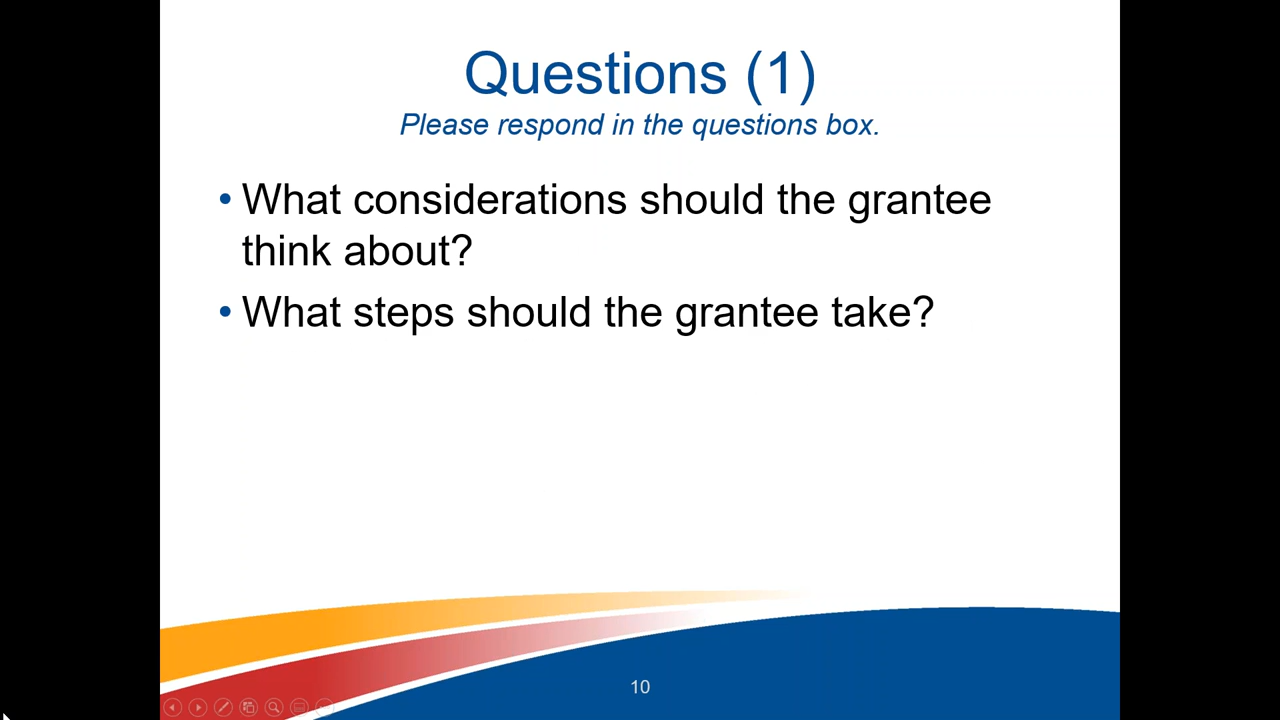 Questions (1)
Please respond in the questions box.
• What considerations should the grantee
think about?
• What steps should the grantee take?
10